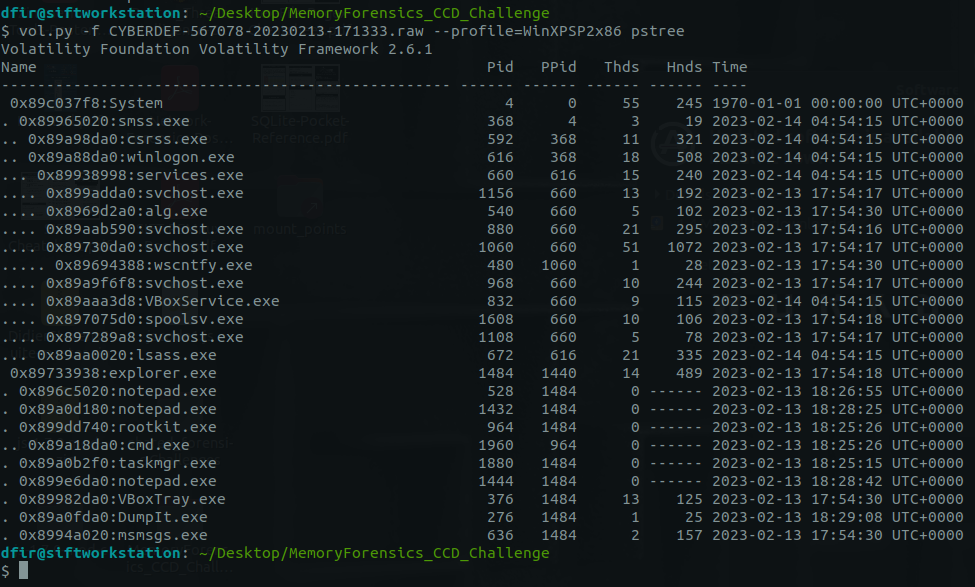 dfir@siftworkstation: ~/Desktop/MemoryForensics_CCD_Challenge
$ vol.py -f CYBERDEF-567078-20230213-171333.raw --profile=WinXPSP2x86 pstree
Volatility Foundation Volatility Framework 2.6.1
Name                                                  Pid   PPid   Thds   Hnds Time
-------------------------------------------------- ------ ------ ------ ------ ----
 0x89c037f8:System                                      4      0     55    245 1970-01-01 00:00:00 UTC+0000
. 0x89965020:smss.exe                                 368      4      3     19 2023-02-14 04:54:15 UTC+0000
.. 0x89a98da0:csrss.exe                               592    368     11    321 2023-02-14 04:54:15 UTC+0000
.. 0x89a88da0:winlogon.exe                            616    368     18    508 2023-02-14 04:54:15 UTC+0000
... 0x89938998:services.exe                           660    616     15    240 2023-02-14 04:54:15 UTC+0000
.... 0x899adda0:svchost.exe                          1156    660     13    192 2023-02-13 17:54:17 UTC+0000
.... 0x8969d2a0:alg.exe                               540    660      5    102 2023-02-13 17:54:30 UTC+0000
.... 0x89aab590:svchost.exe                           880    660     21    295 2023-02-13 17:54:16 UTC+0000
.... 0x89730da0:svchost.exe                          1060    660     51   1072 2023-02-13 17:54:17 UTC+0000
..... 0x89694388:wscntfy.exe                          480   1060      1     28 2023-02-13 17:54:30 UTC+0000
.... 0x89a9f6f8:svchost.exe                           968    660     10    244 2023-02-13 17:54:17 UTC+0000
.... 0x89aaa3d8:VBoxService.exe                       832    660      9    115 2023-02-14 04:54:15 UTC+0000
.... 0x897075d0:spoolsv.exe                          1608    660     10    106 2023-02-13 17:54:18 UTC+0000
.... 0x897289a8:svchost.exe                          1108    660      5     78 2023-02-13 17:54:17 UTC+0000
... 0x89aa0020:lsass.exe                              672    616     21    335 2023-02-14 04:54:15 UTC+0000
 0x89733938:explorer.exe                             1484   1440     14    489 2023-02-13 17:54:18 UTC+0000
. 0x896c5020:notepad.exe                              528   1484      0 ------ 2023-02-13 18:26:55 UTC+0000
. 0x89a0d180:notepad.exe                             1432   1484      0 ------ 2023-02-13 18:28:25 UTC+0000
. 0x899dd740:rootkit.exe                              964   1484      0 ------ 2023-02-13 18:25:26 UTC+0000
.. 0x89a18da0:cmd.exe                                1960    964      0 ------ 2023-02-13 18:25:26 UTC+0000
. 0x89a0b2f0:taskmgr.exe                             1880   1484      0 ------ 2023-02-13 18:25:15 UTC+0000
. 0x899e6da0:notepad.exe                             1444   1484      0 ------ 2023-02-13 18:28:42 UTC+0000
. 0x89982da0:VBoxTray.exe                             376   1484     13    125 2023-02-13 17:54:30 UTC+0000
. 0x89a0fda0:DumpIt.exe                               276   1484      1     25 2023-02-13 18:29:08 UTC+0000
. 0x8994a020:msmsgs.exe                               636   1484      2    157 2023-02-13 17:54:30 UTC+0000
dfir@siftworkstation: ~/Desktop/MemoryForensics_CCD_Challenge
$
SQLite-Pocket-
Reference.pdf
mount_points